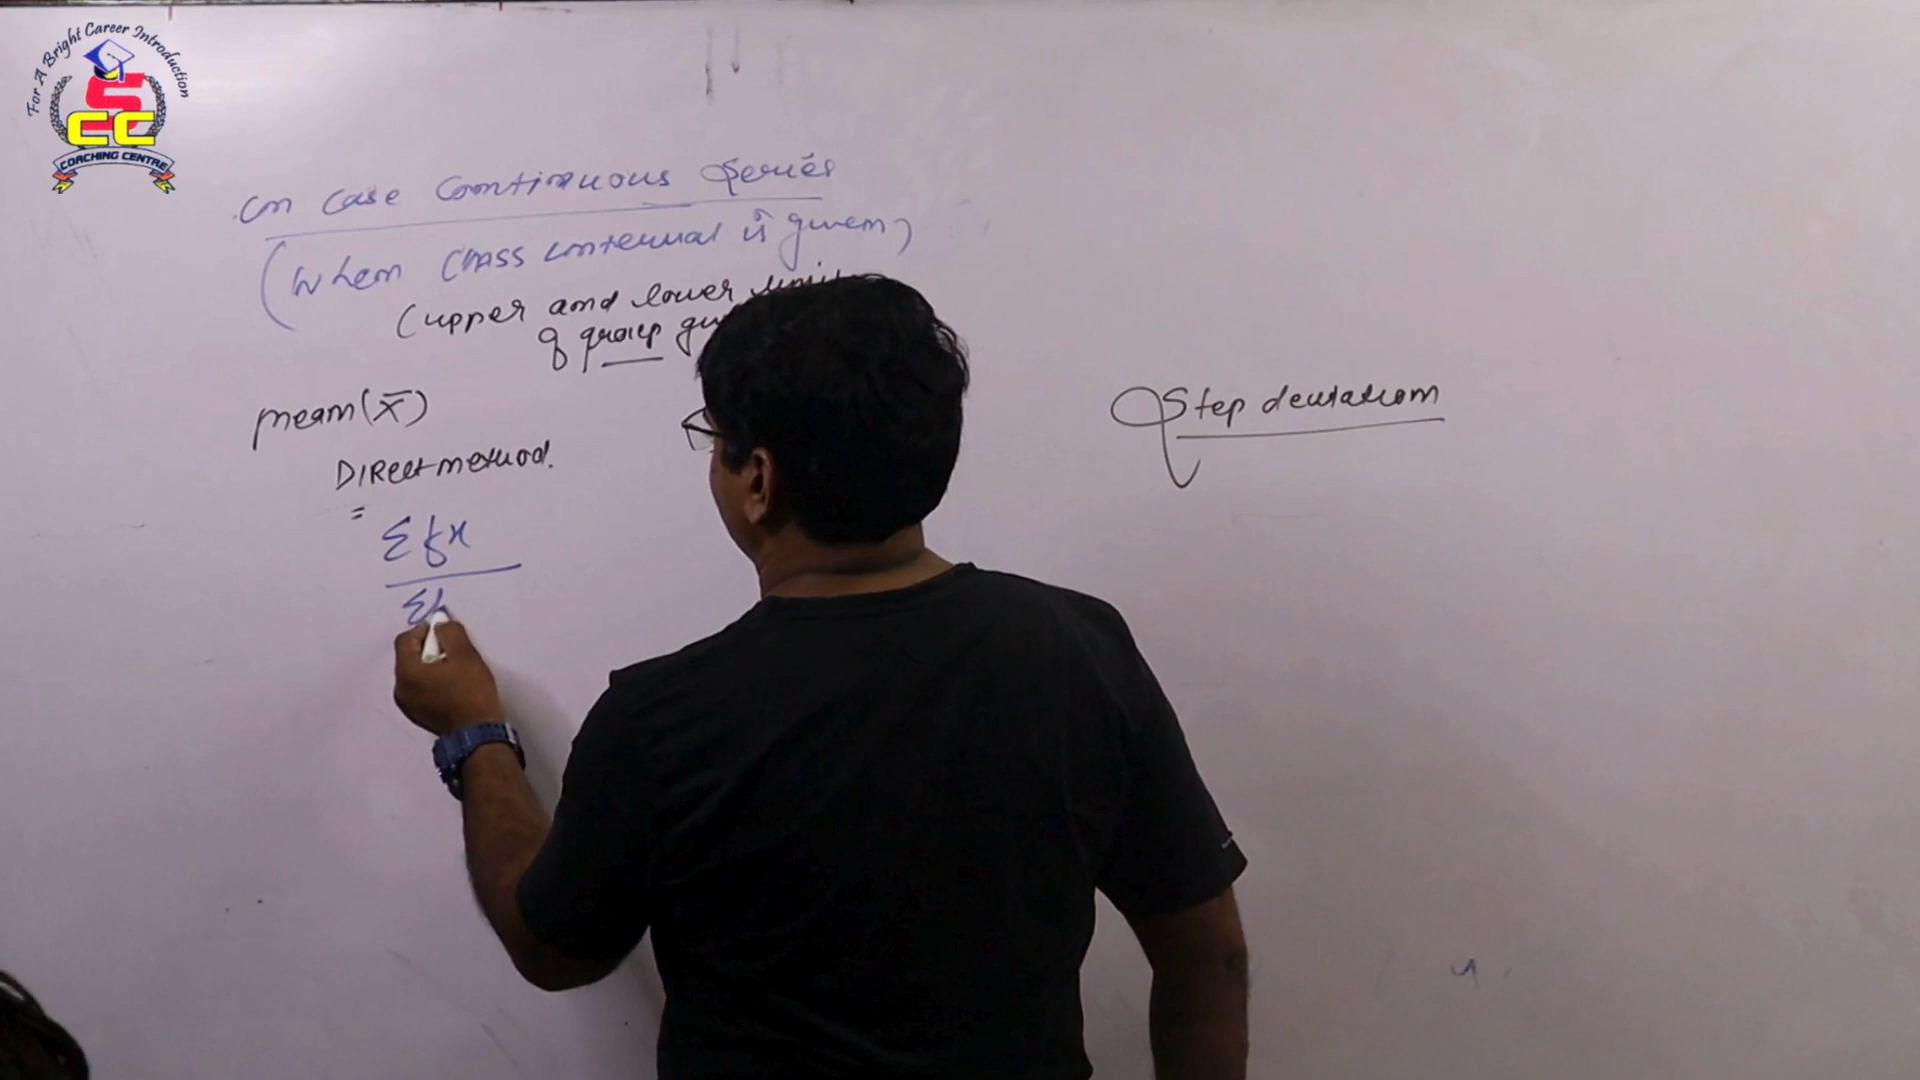 For A Bright Career Introduction
SCC
COACHING CENTRE
In case Continuous Series
(When class interval is given)
(upper and lower limit
of group
mean (x̄)
Direct method.
=
Σfx
Σf
Step deviation